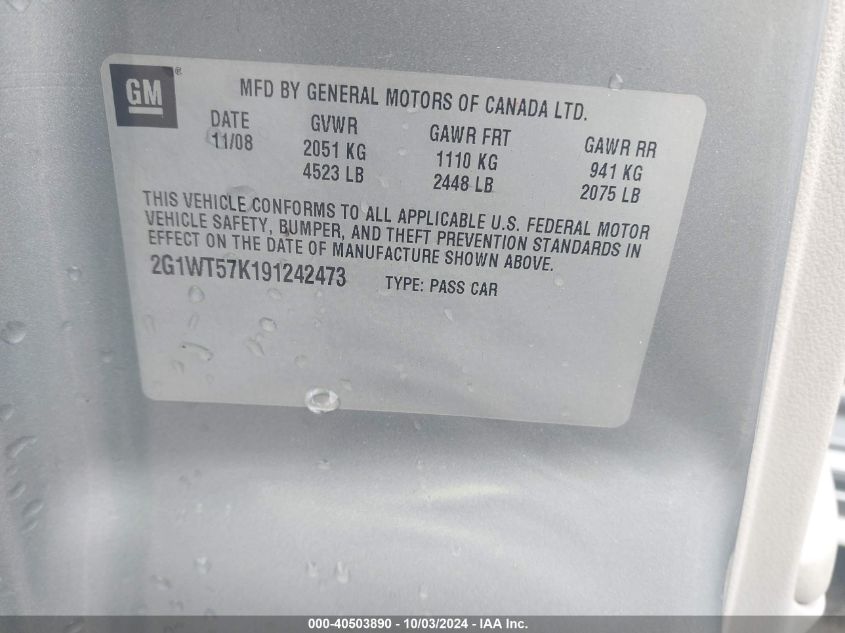 GM®
MFD BY GENERAL MOTORS OF CANADA LTD.
DATE GVWR GAWR FRT GAWR RR
11/08 2051 KG 1110 KG 941 KG
4523 LB 2448 LB 2075 LB
THIS VEHICLE CONFORMS TO ALL APPLICABLE U.S. FEDERAL MOTOR
VEHICLE SAFETY, BUMPER, AND THEFT PREVENTION STANDARDS IN
EFFECT ON THE DATE OF MANUFACTURE SHOWN ABOVE.
2G1WT57K191242473 TYPE: PASS CAR
000-40503890 - 10/03/2024 - IAA Inc.